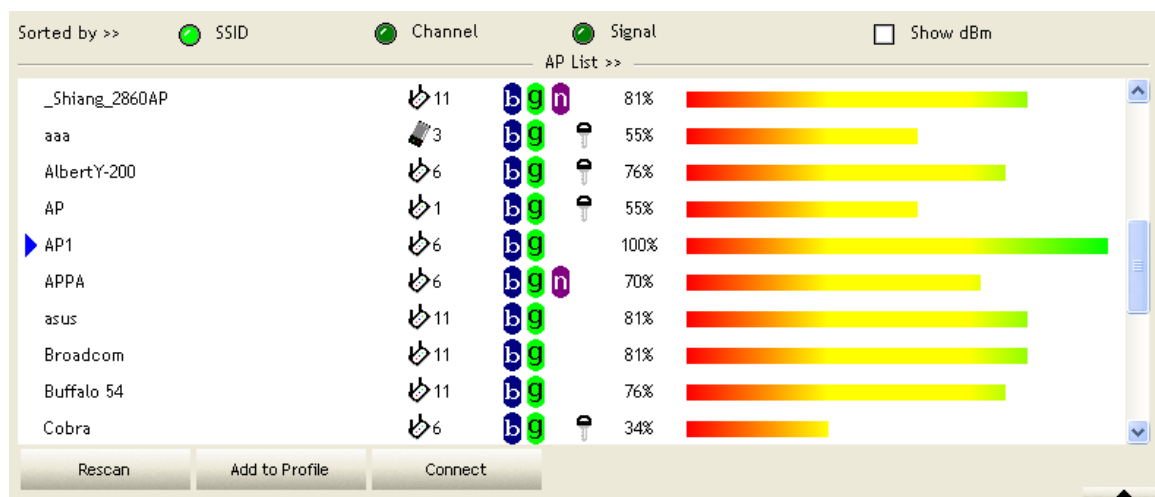 Sorted by >> SSID Channel Signal Show dBm
AP List >>
_Shiang_2860AP 11 b g n 81%
aaa 3 b g 55%
AlbertY-200 6 b g 76%
AP 1 b g 55%
AP1 6 b g 100%
APPA 6 b g n 70%
asus 11 b g 81%
Broadcom 11 b g 81%
Buffalo 54 11 b g 76%
Cobra 6 b g 34%
Rescan Add to Profile Connect